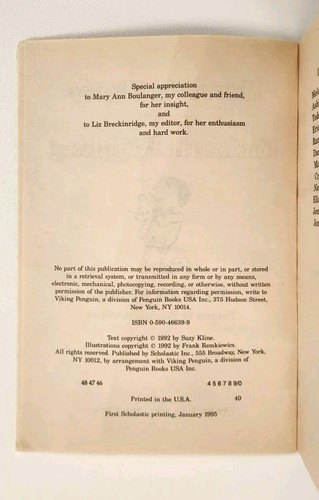 Special appreciation
to Mary Ann Boulanger, my colleague and friend,
for her insight,
and
to Liz Breckinridge, my editor, for her enthusiasm
and hard work.
No part of this publication may be reproduced in whole or in part, or stored
in a retrieval system, or transmitted in any form or by any means,
electronic, mechanical, photocopying, recording, or otherwise, without written
permission of the publisher. For information regarding permission, write to
Viking Penguin, a division of Penguin Books USA Inc., 375 Hudson Street,
New York, NY 10014.
ISBN 0-590-46639-9
Text copyright © 1992 by Suzy Kline.
Illustrations copyright © 1992 by Frank Remkiewicz.
All rights reserved. Published by Scholastic Inc., 555 Broadway, New York,
NY 10012, by arrangement with Viking Penguin, a division of
Penguin Books USA Inc.
48 47 46 4 5 6 7 8 9/0
Printed in the U.S.A. 40
First Scholastic printing, January 1995